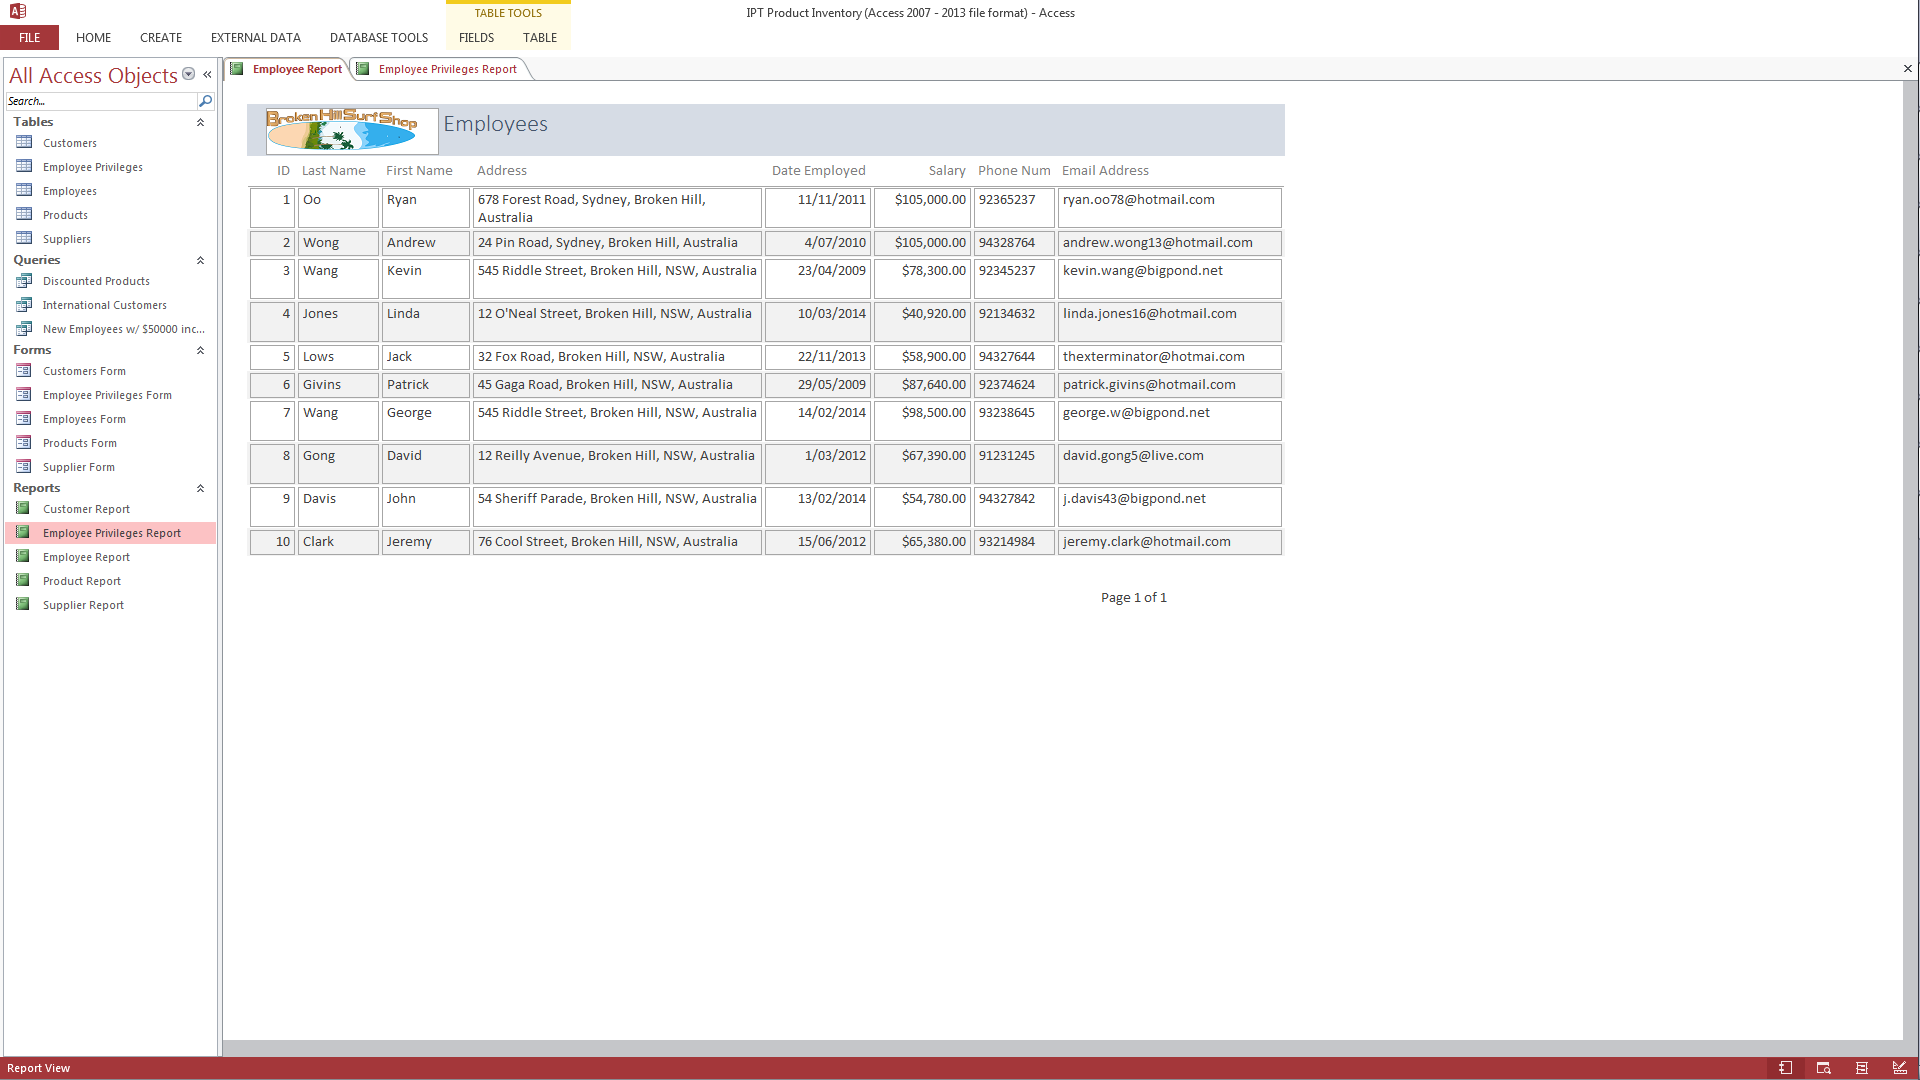 TABLE TOOLS
IPT Product Inventory (Access 2007 - 2013 file format) - Access
FILE HOME CREATE EXTERNAL DATA DATABASE TOOLS FIELDS TABLE
All Access Objects
Search...
Tables
Customers
Employee Privileges
Employees
Products
Suppliers
Queries
Discounted Products
International Customers
New Employees w/ $50000 inc...
Forms
Customers Form
Employee Privileges Form
Employees Form
Products Form
Supplier Form
Reports
Customer Report
Employee Privileges Report
Employee Report
Product Report
Supplier Report
Employee Report Employee Privileges Report
Broken Hill Surf Shop
Employees
ID Last Name First Name Address Date Employed Salary Phone Num Email Address
1 Oo Ryan 678 Forest Road, Sydney, Broken Hill, 11/11/2011 $105,000.00 92365237 ryan.oo78@hotmail.com
Australia
2 Wong Andrew 24 Pin Road, Sydney, Broken Hill, Australia 4/07/2010 $105,000.00 94328764 andrew.wong13@hotmail.com
3 Wang Kevin 545 Riddle Street, Broken Hill, NSW, Australia 23/04/2009 $78,300.00 92345237 kevin.wang@bigpond.net
4 Jones Linda 12 O'Neal Street, Broken Hill, NSW, Australia 10/03/2014 $40,920.00 92134632 linda.jones16@hotmail.com
5 Lows Jack 32 Fox Road, Broken Hill, NSW, Australia 22/11/2013 $58,900.00 94327644 thexterminator@hotmai.com
6 Givins Patrick 45 Gaga Road, Broken Hill, NSW, Australia 29/05/2009 $87,640.00 92374624 patrick.givins@hotmail.com
7 Wang George 545 Riddle Street, Broken Hill, NSW, Australia 14/02/2014 $98,500.00 93238645 george.w@bigpond.net
8 Gong David 12 Reilly Avenue, Broken Hill, NSW, Australia 1/03/2012 $67,390.00 91231245 david.gong5@live.com
9 Davis John 54 Sheriff Parade, Broken Hill, NSW, Australia 13/02/2014 $54,780.00 94327842 j.davis43@bigpond.net
10 Clark Jeremy 76 Cool Street, Broken Hill, NSW, Australia 15/06/2012 $65,380.00 93214984 jeremy.clark@hotmail.com
Page 1 of 1
Report View